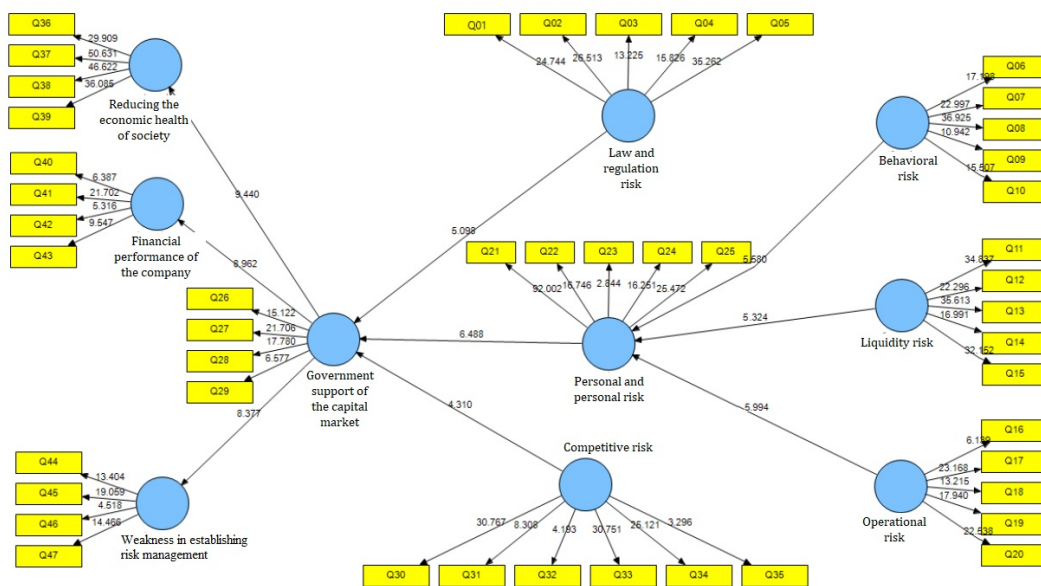 Q36
29.909
Q37
50.631
Q38
46.622
Q39
36.085
Reducing the
economic health
of society
Q01
Q02
Q03
Q04
Q05
24.744
26.513
13.225
15.826
35.262
Law and
regulation
risk
Q06
Q07
22.997
Q08
36.925
Q09
10.942
Q10
15.507
Behavioral
risk
Q40
6.387
Q41
21.702
Q42
5.316
Q43
9.547
Financial
performance of
the company
9.440
8.962
5.098
Q21
Q22
Q23
Q24
Q25
92.002
16.746
2.844
16.251
25.472
5.680
Personal and
personal risk
Q11
34.837
Q12
22.296
Q13
35.613
Q14
16.991
Q15
32.152
Liquidity risk
5.324
Q26
15.122
Q27
21.706
Q28
17.780
Q29
6.577
Government
support of
the capital
market
6.488
8.377
4.310
5.994
Q16
Q17
23.168
Q18
13.215
Q19
17.940
Q20
22.538
Operational
risk
Q44
13.404
Q45
19.059
Q46
4.518
Q47
14.466
Weakness in establishing
risk management
Competitive risk
30.767
8.308
4.193
30.751
25.121
3.296
Q30
Q31
Q32
Q33
Q34
Q35